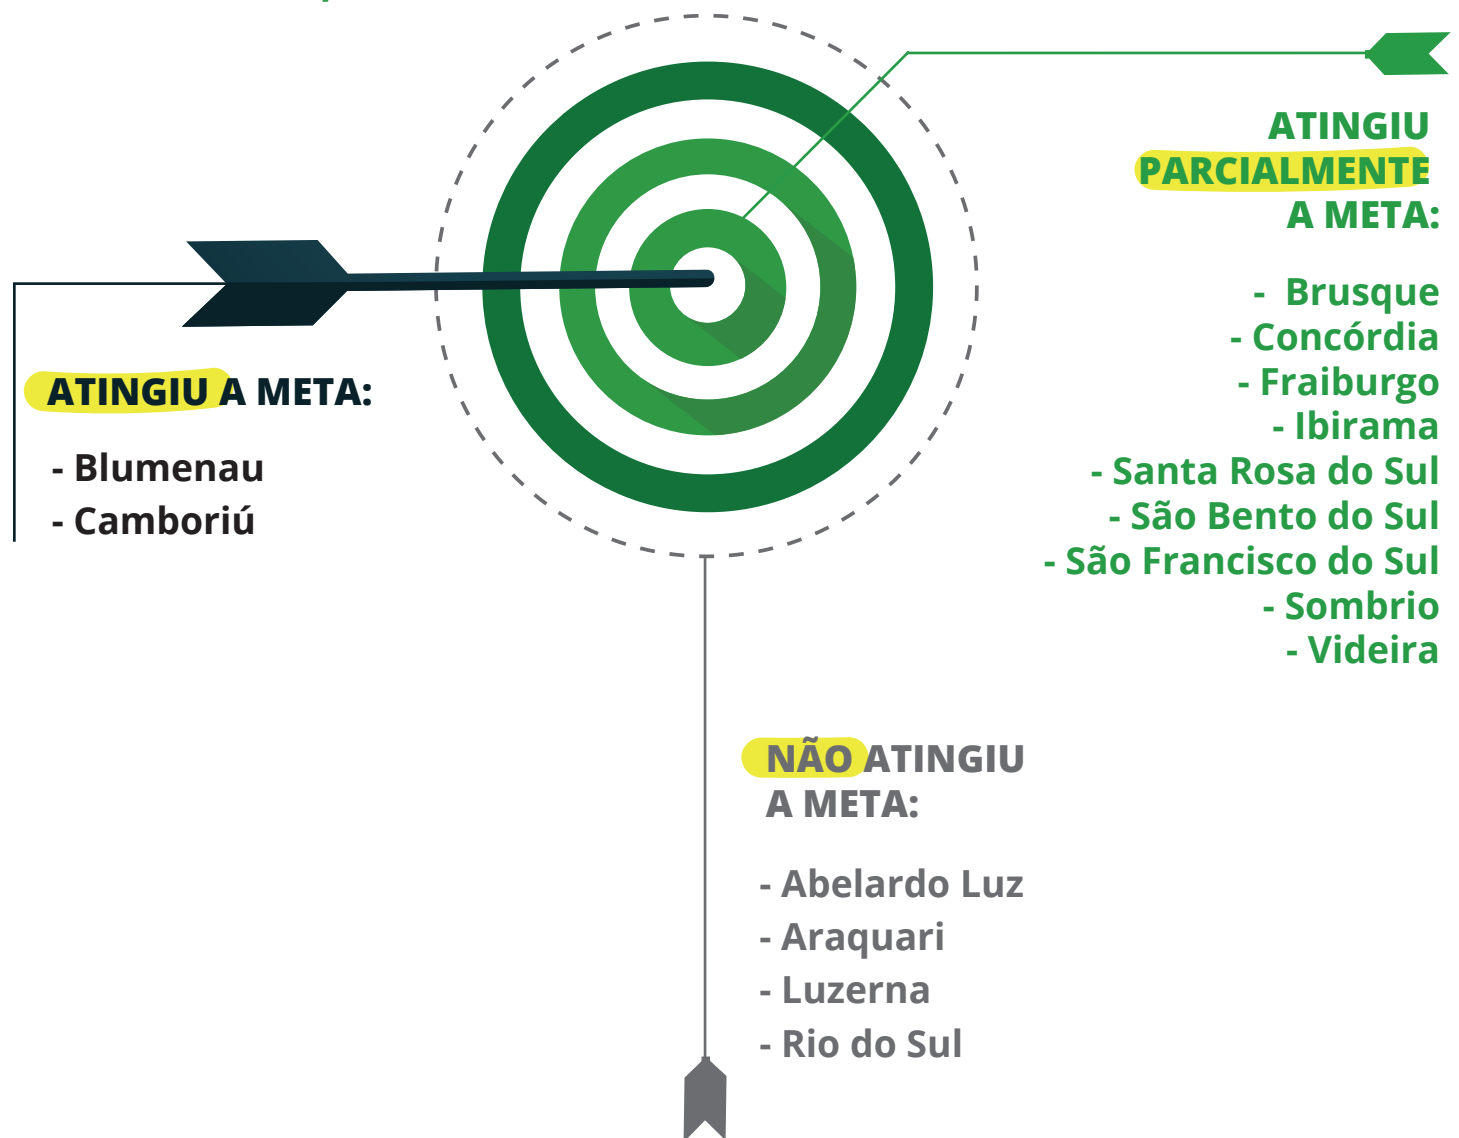 ATINGIU A META:
- Blumenau
- Camboriú
ATINGIU
PARCIALMENTE
A META:
- Brusque
- Concórdia
- Fraiburgo
- Ibirama
- Santa Rosa do Sul
- São Bento do Sul
- São Francisco do Sul
- Sombrio
- Videira
NÃO ATINGIU
A META:
- Abelardo Luz
- Araquari
- Luzerna
- Rio do Sul